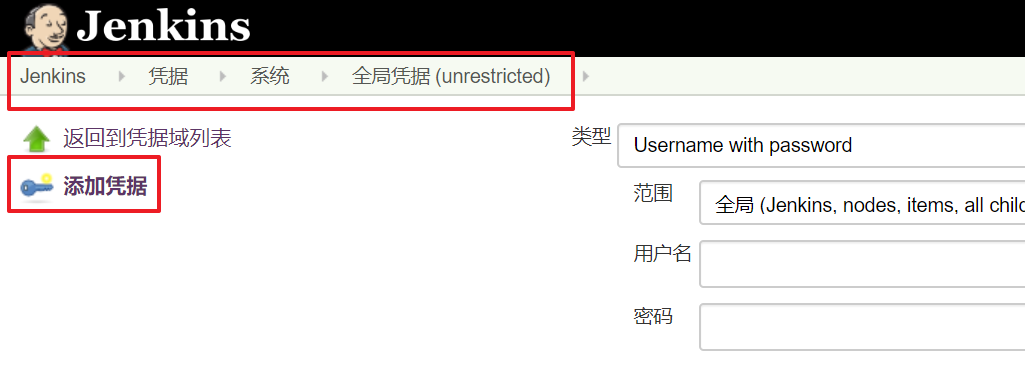 Jenkins
Jenkins 凭据 系统 全局凭据 (unrestricted)
返回到凭据域列表
添加凭据
类型 Username with password
范围 全局 (Jenkins, nodes, items, all chil
用户名
密码